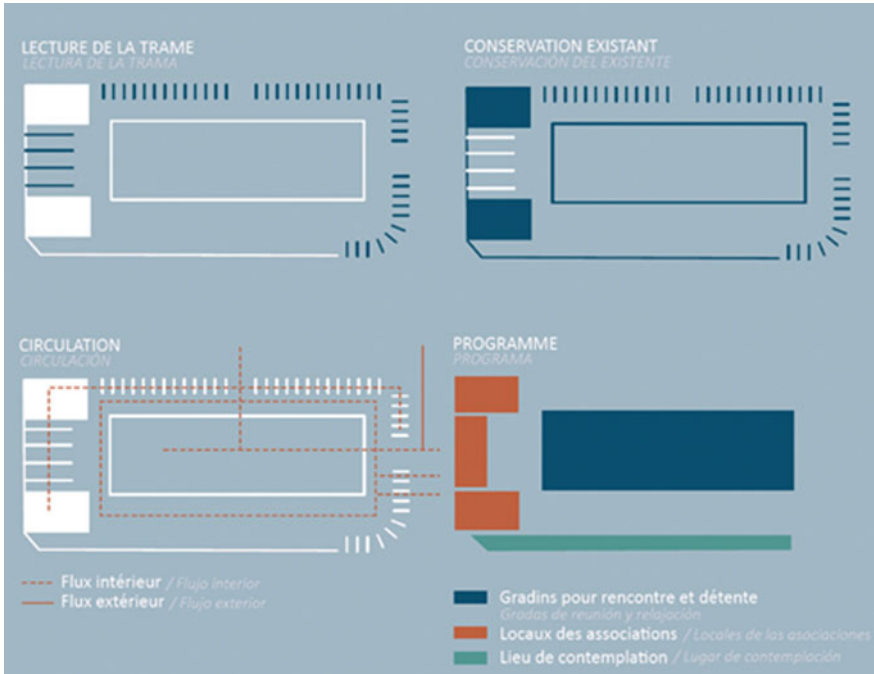 LECTURE DE LA TRAME
LECTURA DE LA TRAMA
CONSERVATION EXISTANT
CONSERVACIÓN DEL EXISTENTE
CIRCULATION
CIRCULACIÓN
PROGRAMME
PROGRAMA
Flux intérieur / Flujo interior
Flux extérieur / Flujo exterior
Gradins pour rencontre et détente
Gradas de reunión y relajación
Locaux des associations / Locales de las asociaciones
Lieu de contemplation / Lugar de contemplación